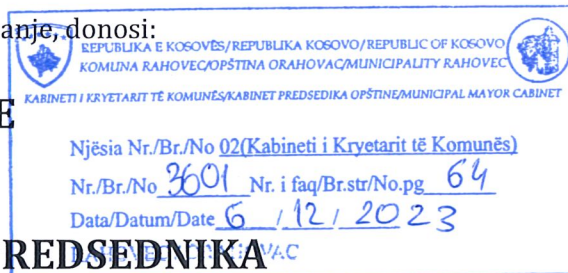 anje, donosi:
REPUBLIKA E KOSOVËS/REPUBLIKA KOSOVO/REPUBLIC OF KOSOVO
KOMUNA RAHOVEC/OPŠTINA ORAHOVAC/MUNICIPALITY RAHOVEC
KABINETI I KRYETARIT TË KOMUNËS/KABINET PREDSEDIKA OPŠTINE/MUNICIPAL MAYOR CABINET
E
Njësia Nr./Br./No 02(Kabineti i Kryetarit të Komunës)
Nr./Br./No 3601 Nr. i faq/Br.str/No.pg 64
Data/Datum/Date 6 / 12 / 2023
REDSEDNIKA